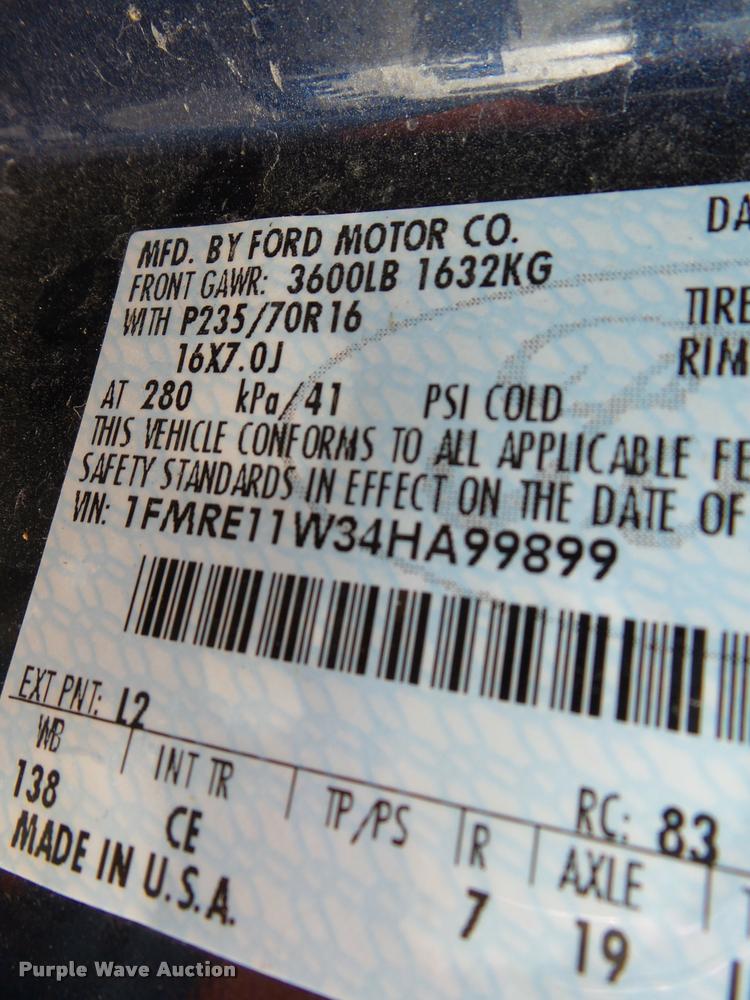 DA
MFD. BY FORD MOTOR CO.
FRONT GAWR: 3600LB 1632KG
WITH P235/70R16 TIRE
16X7.0J RIM
AT 280 kPa/41 PSI COLD
THIS VEHICLE CONFORMS TO ALL APPLICABLE FE
SAFETY STANDARDS IN EFFECT ON THE DATE OF
VIN: 1FMRE11W34HA99899
EXT PNT: L2
RC: 83
WB INT TR TP/PS R AXLE
138 CE 7 19
MADE IN U.S.A.
Purple Wave Auction